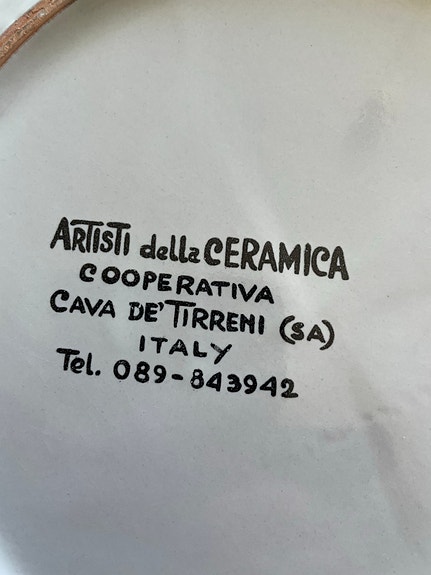 ARTISTI della CERAMICA
COOPERATIVA
CAVA DE' TIRRENI (SA)
ITALY
Tel. 089-843942